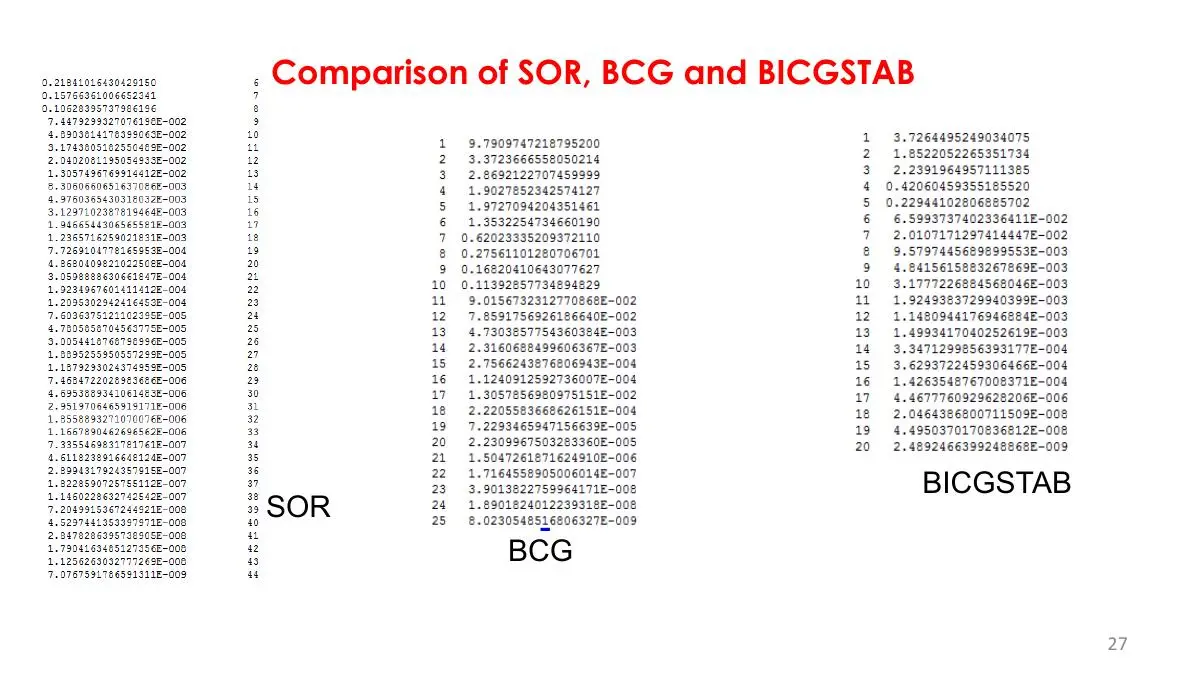 Comparison of SOR, BCG and BICGSTAB
0.21841016430429150 6
0.15766361006652341 7
0.10628395737986196 8
7.4479299327076198E-002 9
4.8903814178399063E-002 10
3.1743805182550489E-002 11
2.0402081195054933E-002 12
1.3057496769914412E-002 13
8.3060660651637086E-003 14
4.9760365430318032E-003 15
3.1297102387819464E-003 16
1.9466544306565581E-003 17
1.2365716259021831E-003 18
7.7269104778165953E-004 19
4.8680409821022508E-004 20
3.0598888630661847E-004 21
1.9234967601411412E-004 22
1.2095302942416453E-004 23
7.6036375121102395E-005 24
4.7805858704563775E-005 25
3.0054418768798996E-005 26
1.8895255950557299E-005 27
1.1879293024374959E-005 28
7.4684722028983686E-006 29
4.6953889341061483E-006 30
2.9519706465919171E-006 31
1.8558893271070076E-006 32
1.1667890462696562E-006 33
7.3355469831781761E-007 34
4.6118238916648124E-007 35
2.8994317924357915E-007 36
1.8228590725755112E-007 37
1.1460228632742542E-007 38
7.2049915367244921E-008 39
4.5297441353397971E-008 40
2.8478286395738905E-008 41
1.7904163485127356E-008 42
1.1256263032777269E-008 43
7.0767591786591311E-009 44
SOR
1 9.7909747218795200
2 3.3723666558050214
3 2.8692122707459999
4 1.9027852342574127
5 1.9727094204351461
6 1.3532254734660190
7 0.62023335209372110
8 0.27561101280706701
9 0.16820410643077627
10 0.11392857734894829
11 9.0156732312770868E-002
12 7.8591756926186640E-002
13 4.7303857754360384E-003
14 2.3160688499606367E-003
15 2.7566243876806943E-004
16 1.1240912592736007E-004
17 1.3057856980975151E-002
18 2.2205583668626151E-004
19 7.2293465947156639E-005
20 2.2309967503283360E-005
21 1.5047261871624910E-006
22 1.7164558905006014E-007
23 3.9013822759964171E-008
24 1.8901824012239318E-008
25 8.0230548516806327E-009
BCG
1 3.7264495249034075
2 1.8522052265351734
3 2.2391964957111385
4 0.42060459355185520
5 0.22944102806885702
6 6.5993737402336411E-002
7 2.0107171297414447E-002
8 9.5797445689899553E-003
9 4.8415615883267869E-003
10 3.1777226884568046E-003
11 1.9249383729940399E-003
12 1.1480944176946884E-003
13 1.4993417040252619E-003
14 3.3471299856393177E-004
15 3.6293722459306466E-004
16 1.4263548767008371E-004
17 4.4677760929628206E-006
18 2.0464386800711509E-008
19 4.4950370170836812E-008
20 2.4892466399248868E-009
BICGSTAB
27